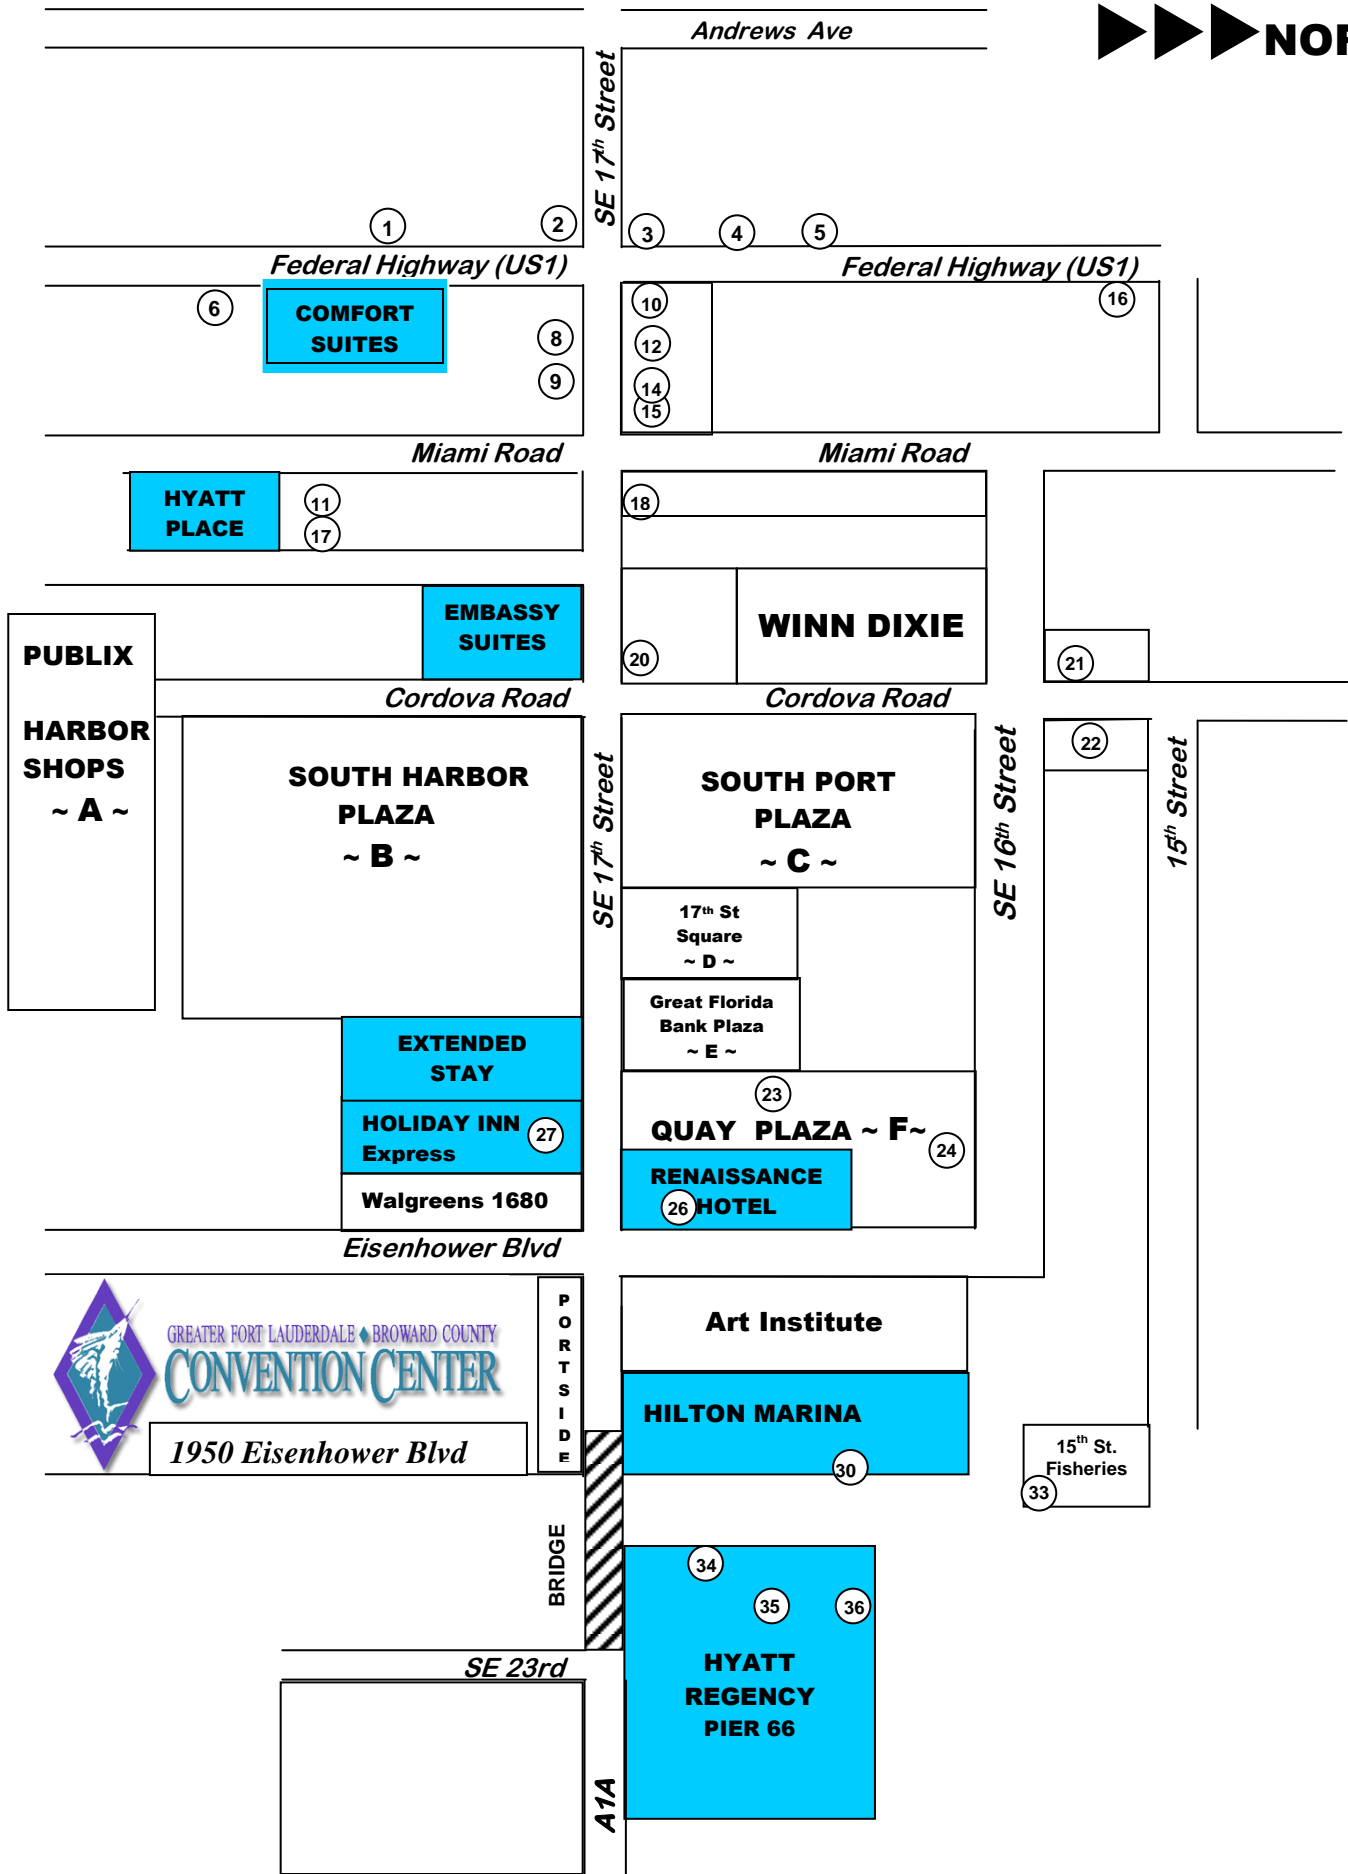 Andrews Ave
NOR
SE 17th Street
1
2
3
4
5
Federal Highway (US1)
Federal Highway (US1)
6
COMFORT
SUITES
8
9
10
12
14
15
16
Miami Road
Miami Road
HYATT
PLACE
11
17
18
EMBASSY
SUITES
WINN DIXIE
20
21
PUBLIX
HARBOR
SHOPS
~ A ~
Cordova Road
Cordova Road
SOUTH HARBOR
PLAZA
~ B ~
SE 17th Street
SOUTH PORT
PLAZA
~ C ~
SE 16th Street
22
15th Street
17th St
Square
~ D ~
Great Florida
Bank Plaza
~ E ~
EXTENDED
STAY
HOLIDAY INN
Express
27
Walgreens 1680
23
QUAY PLAZA ~ F~
24
RENAISSANCE
HOTEL
26
Eisenhower Blvd
GREATER FORT LAUDERDALE ◆ BROWARD COUNTY
CONVENTION CENTER
1950 Eisenhower Blvd
PORTSIDE
Art Institute
HILTON MARINA
30
15th St.
Fisheries
33
BRIDGE
34
35
36
HYATT
REGENCY
PIER 66
SE 23rd
A1A